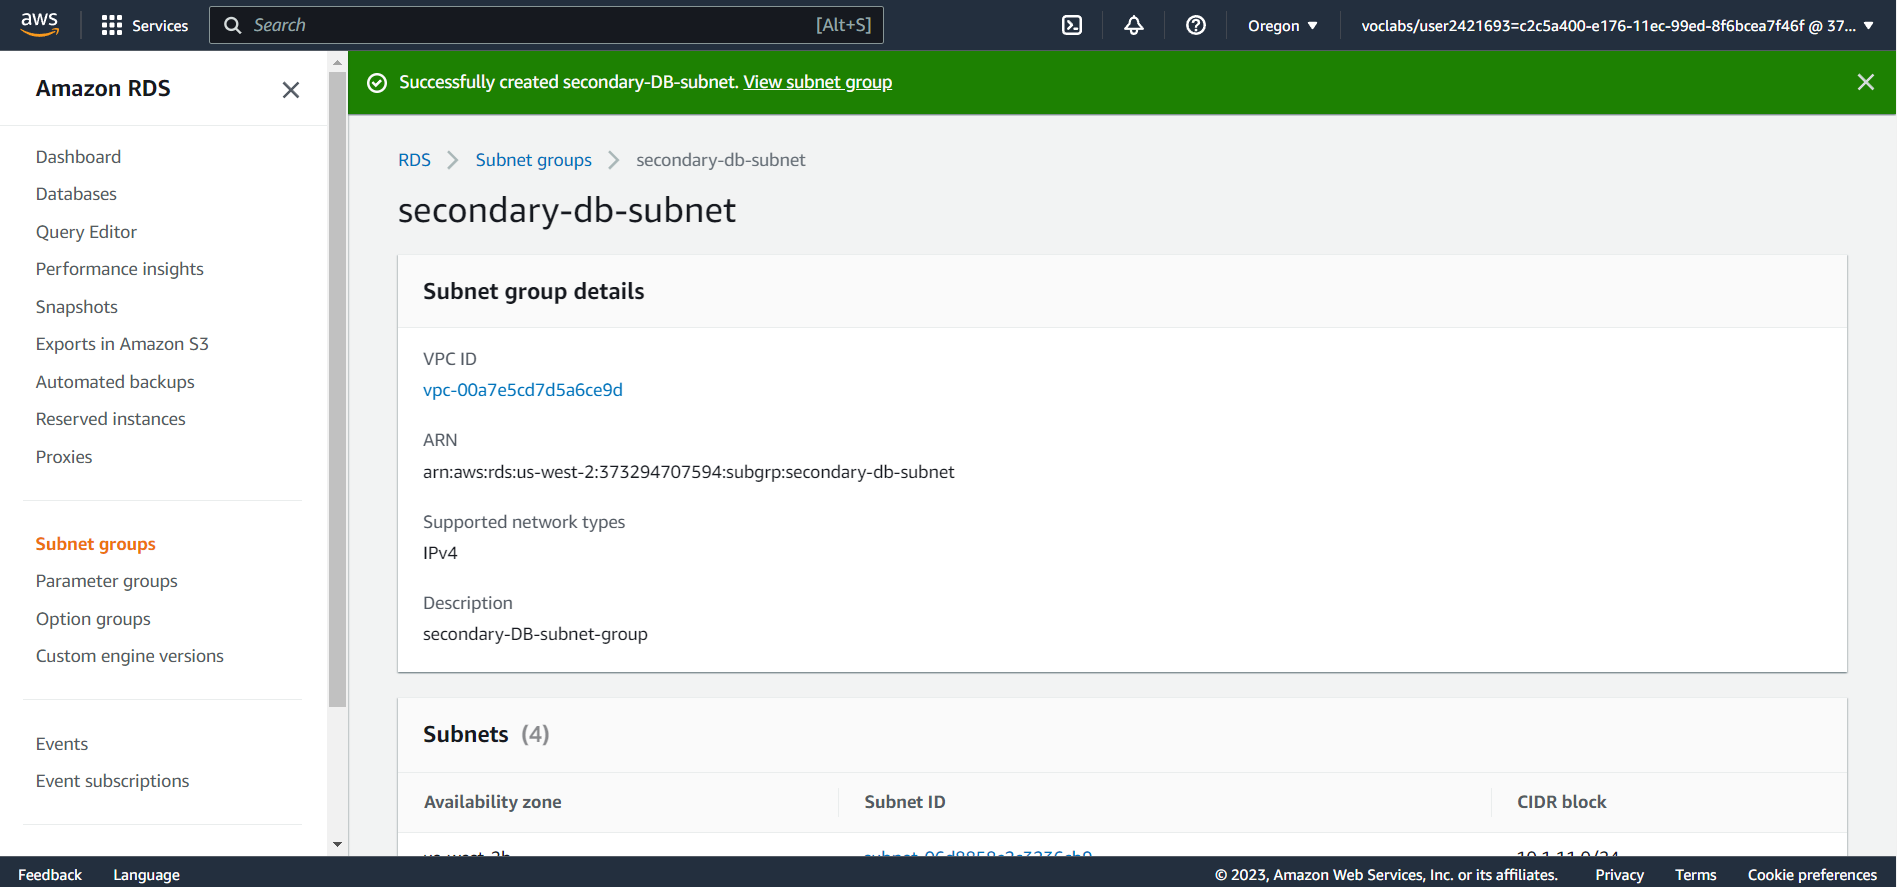 aws
Services
Search
[Alt+S]
Oregon
voclabs/user2421693=c2c5a400-e176-11ec-99ed-8f6bcea7f46f @ 37...
Amazon RDS
Dashboard
Databases
Query Editor
Performance insights
Snapshots
Exports in Amazon S3
Automated backups
Reserved instances
Proxies
Subnet groups
Parameter groups
Option groups
Custom engine versions
Events
Event subscriptions
Successfully created secondary-DB-subnet. View subnet group
RDS
Subnet groups
secondary-db-subnet
secondary-db-subnet
Subnet group details
VPC ID
vpc-00a7e5cd7d5a6ce9d
ARN
arn:aws:rds:us-west-2:373294707594:subgrp:secondary-db-subnet
Supported network types
IPv4
Description
secondary-DB-subnet-group
Subnets (4)
Availability zone
Subnet ID
CIDR block
us-west-2b
Feedback
Language
© 2023, Amazon Web Services, Inc. or its affiliates.
Privacy
Terms
Cookie preferences